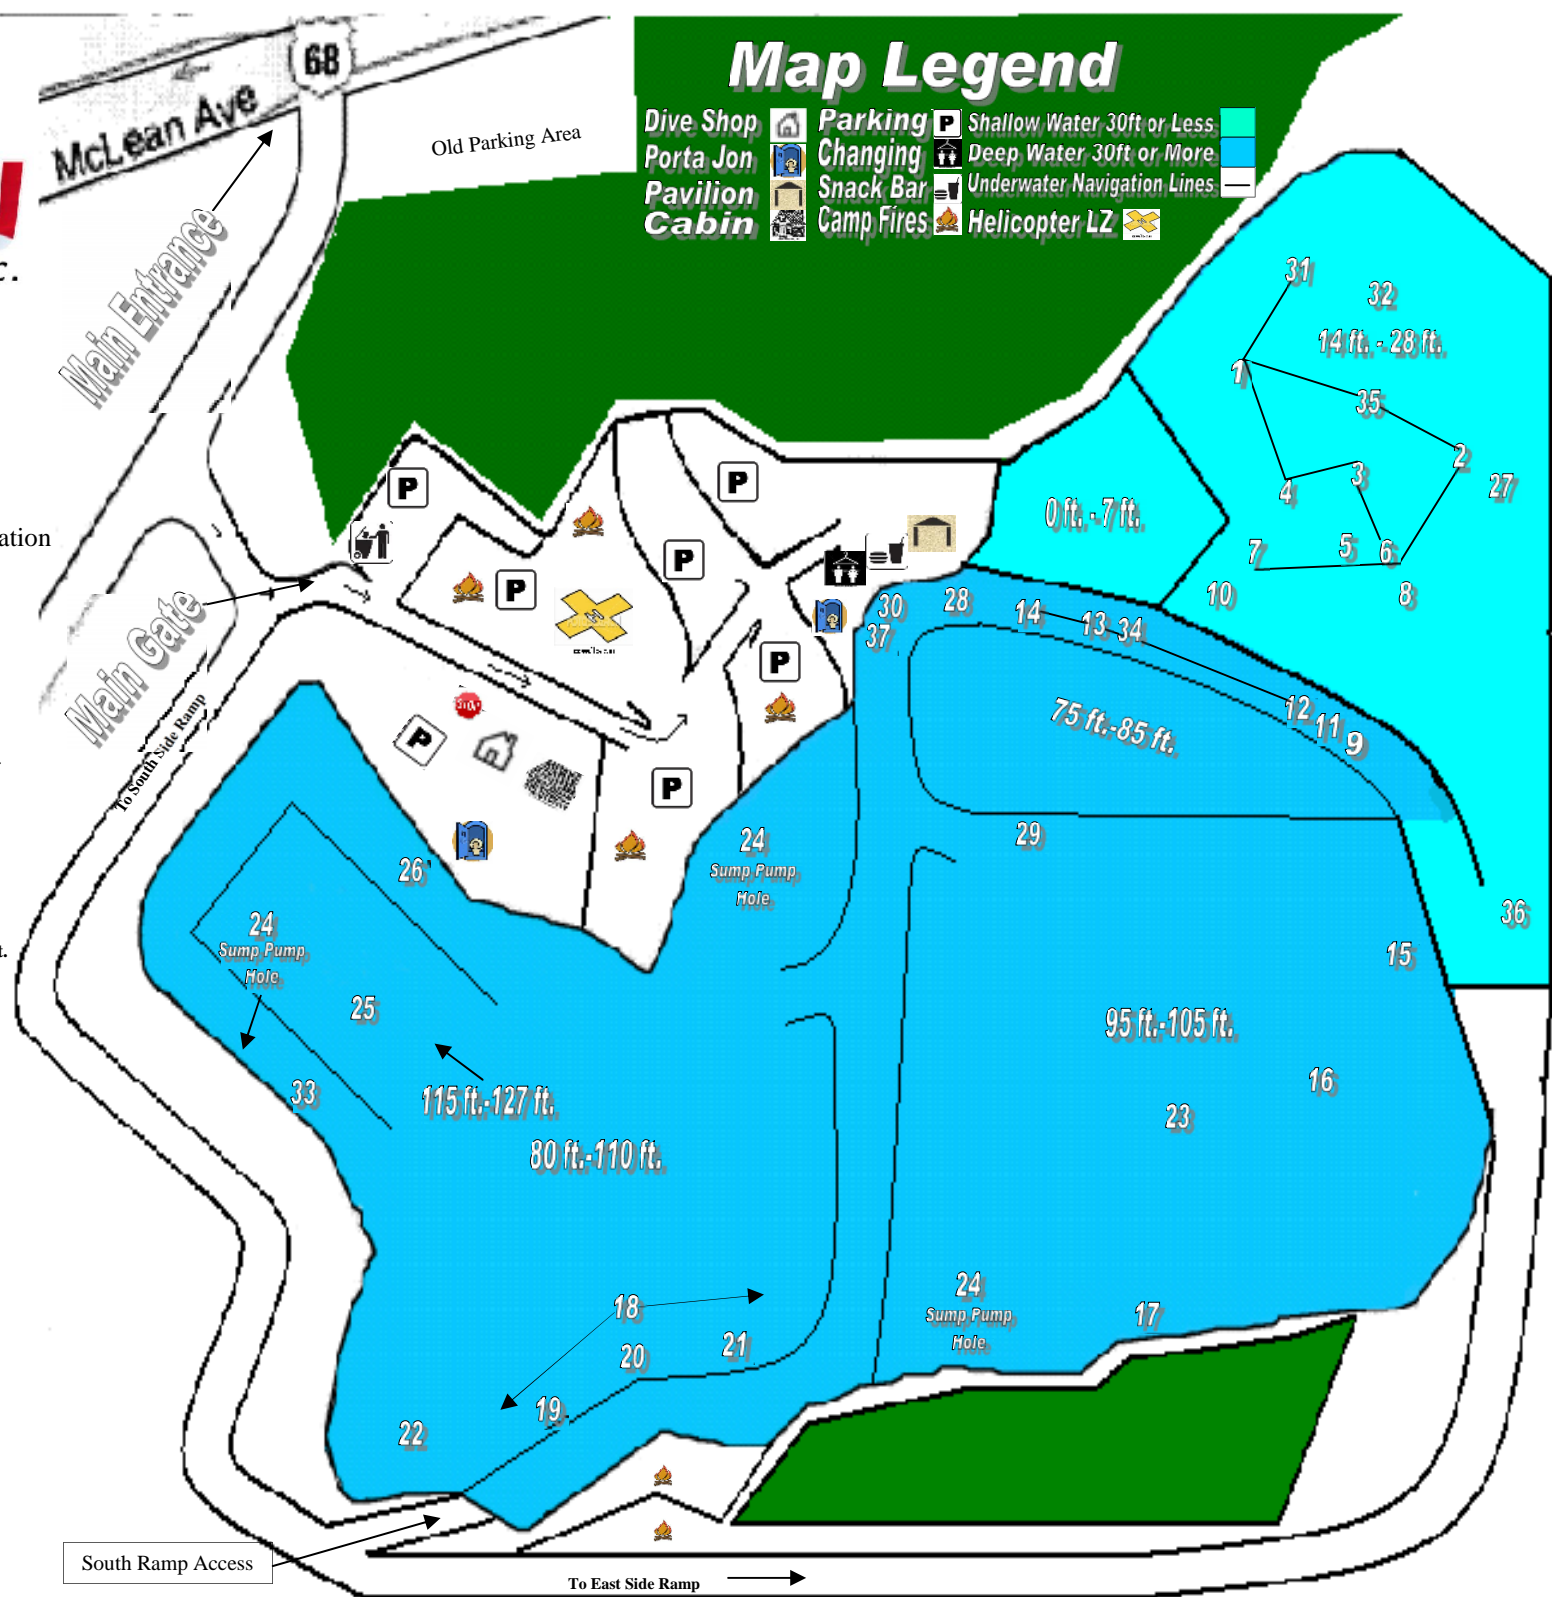 68
McLean Ave
Old Parking Area
Map Legend
Dive Shop
Parking
P
Shallow Water 30ft or Less
Porta Jon
Changing
Deep Water 30ft or More
Pavilion
Snack Bar
Underwater Navigation Lines
Cabin
Camp Fires
Helicopter LZ
c.
Main Entrance
31
32
14 ft. - 28 ft.
1
35
2
27
3
4
5
6
7
8
10
0 ft. - 7 ft.
ation
P
P
P
P
H
P
P
P
Main Gate
To South Side Ramp
STOP
30
28
14
13
34
37
12
11
9
75 ft.-85 ft.
24
Sump Pump
Hole
29
26
36
24
Sump Pump
Hole
t.
15
25
95 ft.-105 ft.
33
115 ft.-127 ft.
16
23
80 ft.-110 ft.
18
24
Sump Pump
Hole
17
20
21
19
22
South Ramp Access
To East Side Ramp